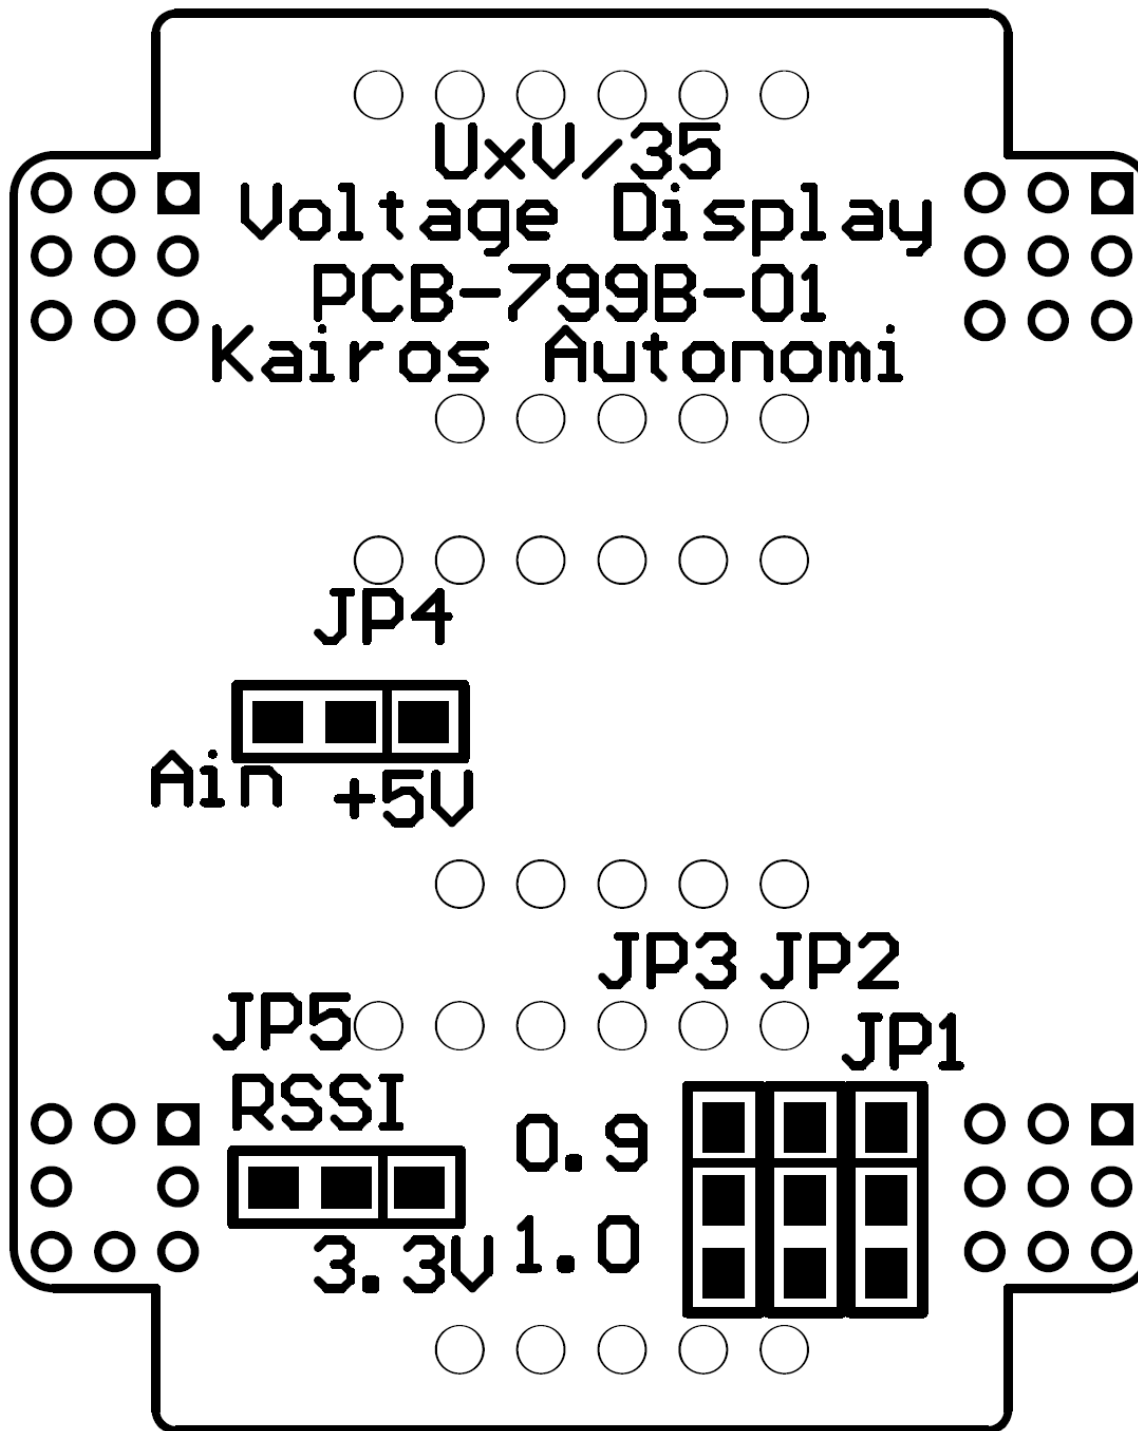 UxV/35
Voltage Display
PCB-799B-01
Kairos Autonomi
JP4
Ain +5V
JP3 JP2
JP5 JP1
RSSI
0.9
3.3V 1.0